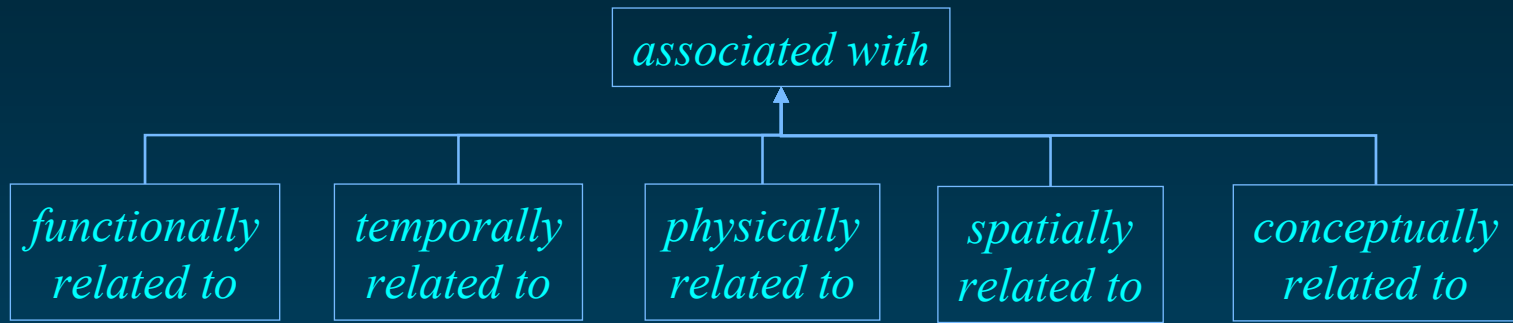 associated with
functionally
related to
temporally
related to
physically
related to
spatially
related to
conceptually
related to